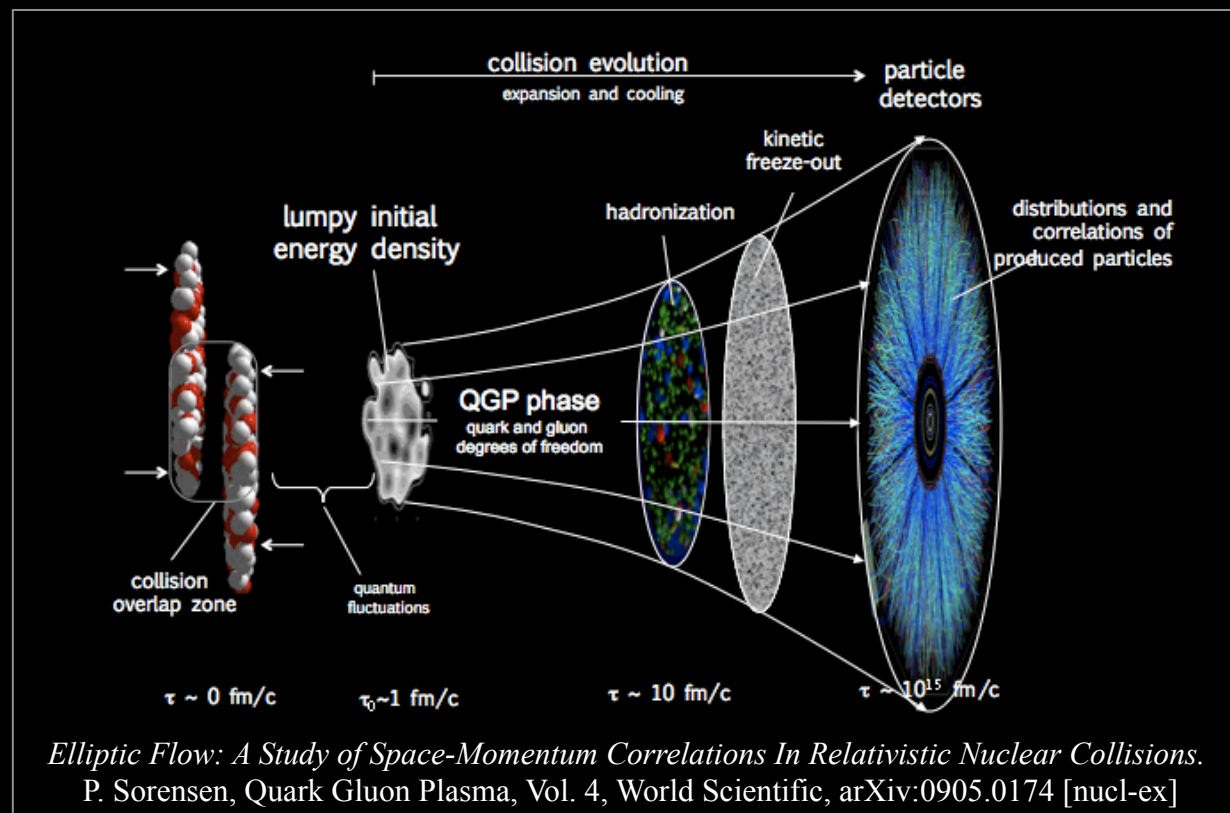 collision evolution
expansion and cooling
particle
detectors
kinetic
freeze-out
lumpy initial
energy density
hadronization
distributions and
correlations of
produced particles
QGP phase
quark and gluon
degrees of freedom
collision
overlap zone
quantum
fluctuations
τ ~ 0 fm/c
τ₀~1 fm/c
τ ~ 10 fm/c
τ ~ 10¹⁵ fm/c
Elliptic Flow: A Study of Space-Momentum Correlations In Relativistic Nuclear Collisions.
P. Sorensen, Quark Gluon Plasma, Vol. 4, World Scientific, arXiv:0905.0174 [nucl-ex]